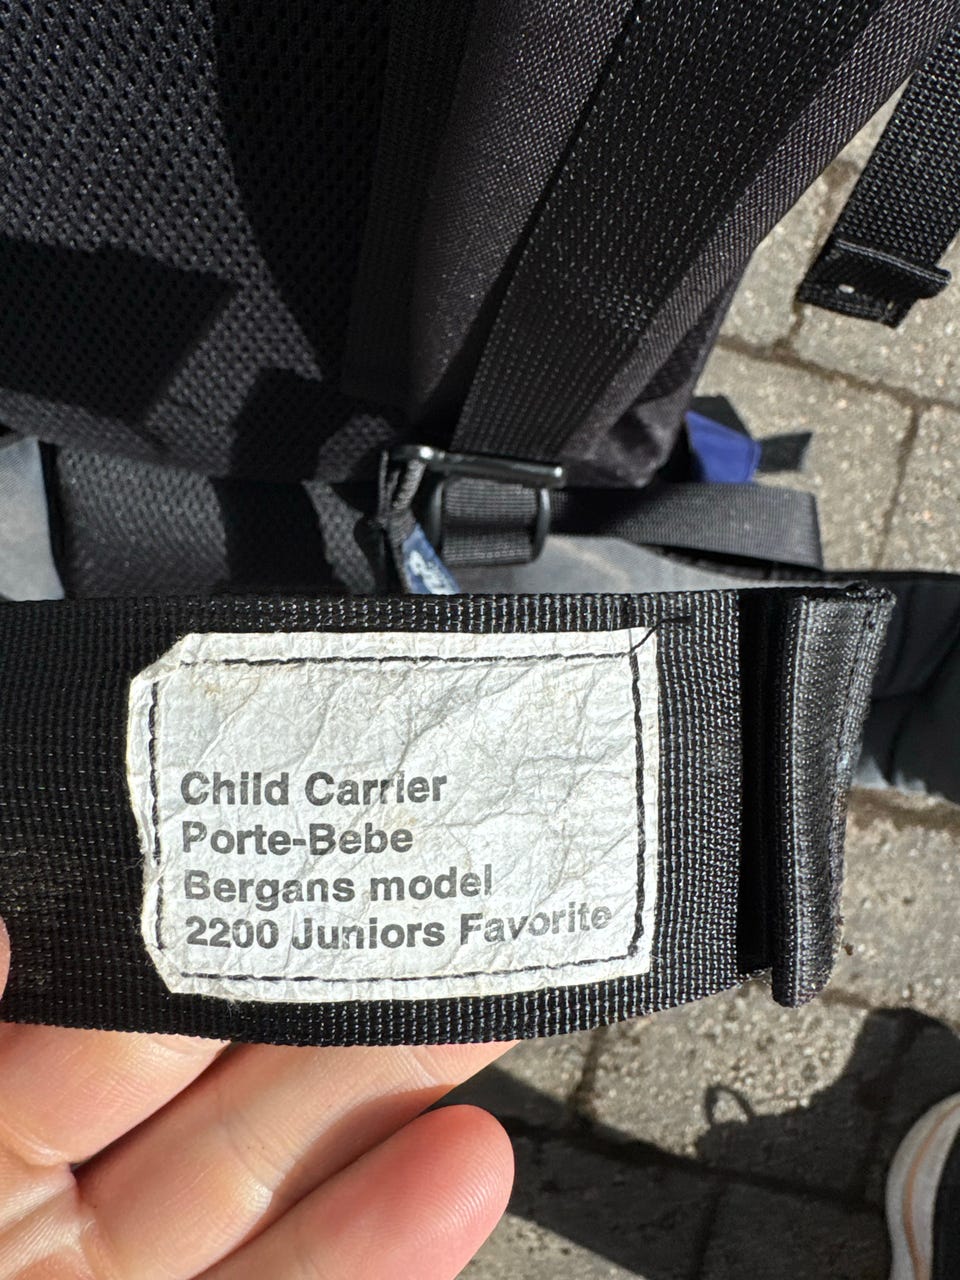 Child Carrier
Porte-Bebe
Bergans model
2200 Juniors Favorite